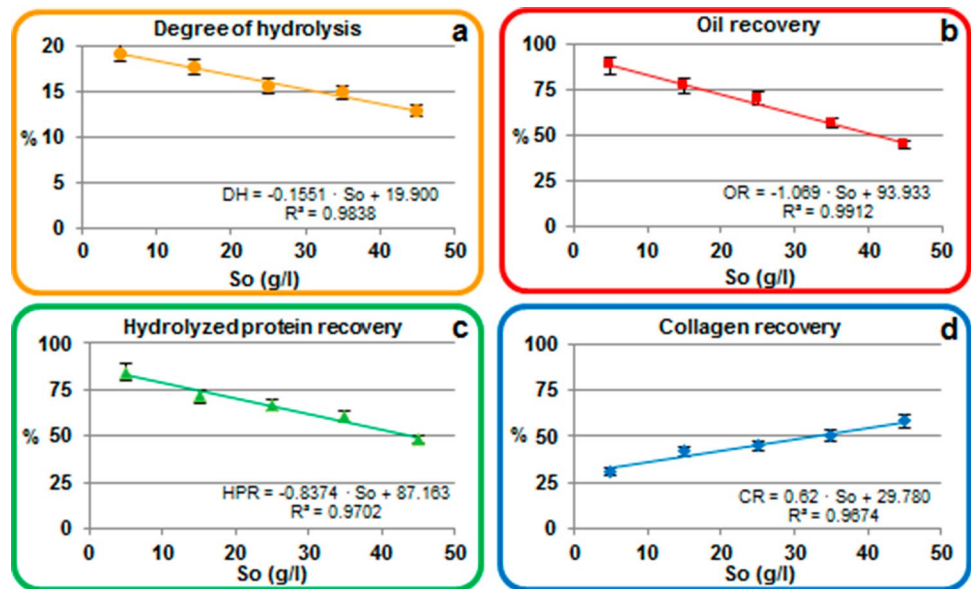 Degree of hydrolysis
a
20
15
10
5
0
%
DH = -0.1551 · So + 19.900
R² = 0.9838
0 10 20 30 40 50
So (g/l)
Oil recovery
b
100
75
50
25
0
%
OR = -1.069 · So + 93.933
R² = 0.9912
0 10 20 30 40 50
So (g/l)
Hydrolyzed protein recovery
c
100
75
50
25
0
%
HPR = -0.8374 · So + 87.163
R² = 0.9702
0 10 20 30 40 50
So (g/l)
Collagen recovery
d
100
75
50
25
0
%
CR = 0.62 · So + 29.780
R² = 0.9674
0 10 20 30 40 50
So (g/l)